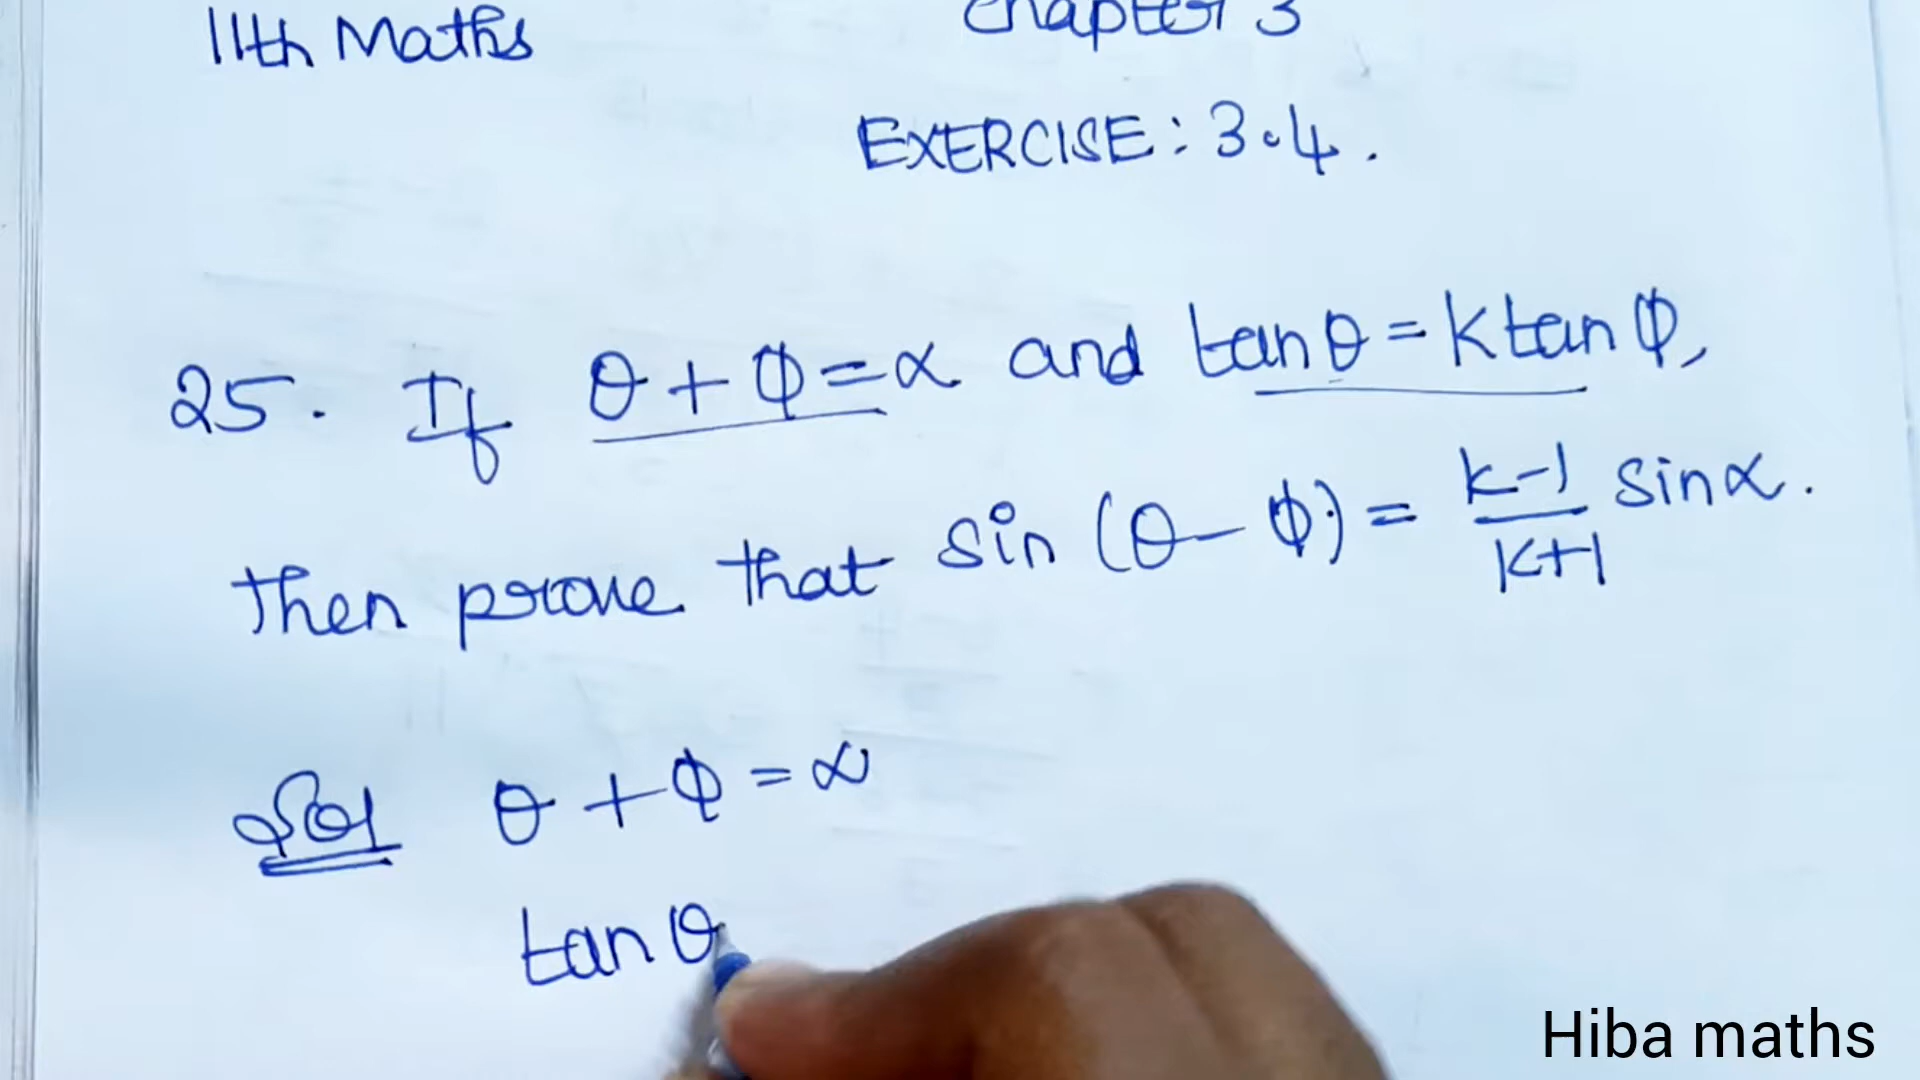 11th Maths Chapter 3
EXERCISE: 3.4.
25. If θ + ϕ = α and tan θ = k tan ϕ,
then prove that sin (θ - ϕ) = k-1/k+1 sin α.
Sol θ + ϕ = α
tan θ
Hiba maths